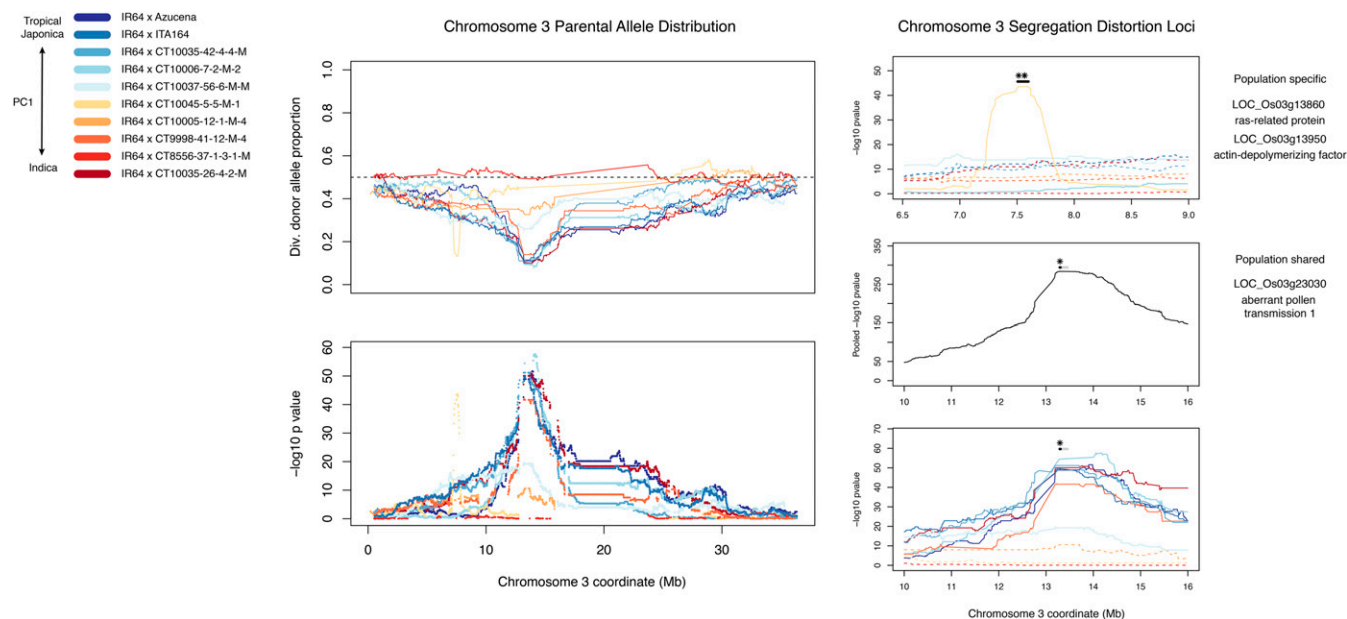 Tropical
Japonica
PC1
Indica
IR64 x Azucena
IR64 x ITA164
IR64 x CT10035-42-4-4-M
IR64 x CT10006-7-2-M-2
IR64 x CT10037-56-6-M-M
IR64 x CT10045-5-5-M-1
IR64 x CT10005-12-1-M-4
IR64 x CT9998-41-12-M-4
IR64 x CT8556-37-1-3-1-M
IR64 x CT10035-26-4-2-M
Chromosome 3 Parental Allele Distribution
Div. donor allele proportion
1.0
0.8
0.6
0.4
0.2
0.0
−log10 p value
60
50
40
30
20
10
0
0 10 20 30
Chromosome 3 coordinate (Mb)
Chromosome 3 Segregation Distortion Loci
−log10 pvalue
50
40
30
20
10
0
6.5 7.0 7.5 8.0 8.5 9.0
Population specific
LOC_Os03g13860
ras-related protein
LOC_Os03g13950
actin-depolymerizing factor
Pooled −log10 pvalue
350
250
150
50
0
10 11 12 13 14 15 16
Population shared
LOC_Os03g23030
aberrant pollen
transmission 1
−log10 pvalue
70
60
50
40
30
20
10
0
10 11 12 13 14 15 16
Chromosome 3 coordinate (Mb)